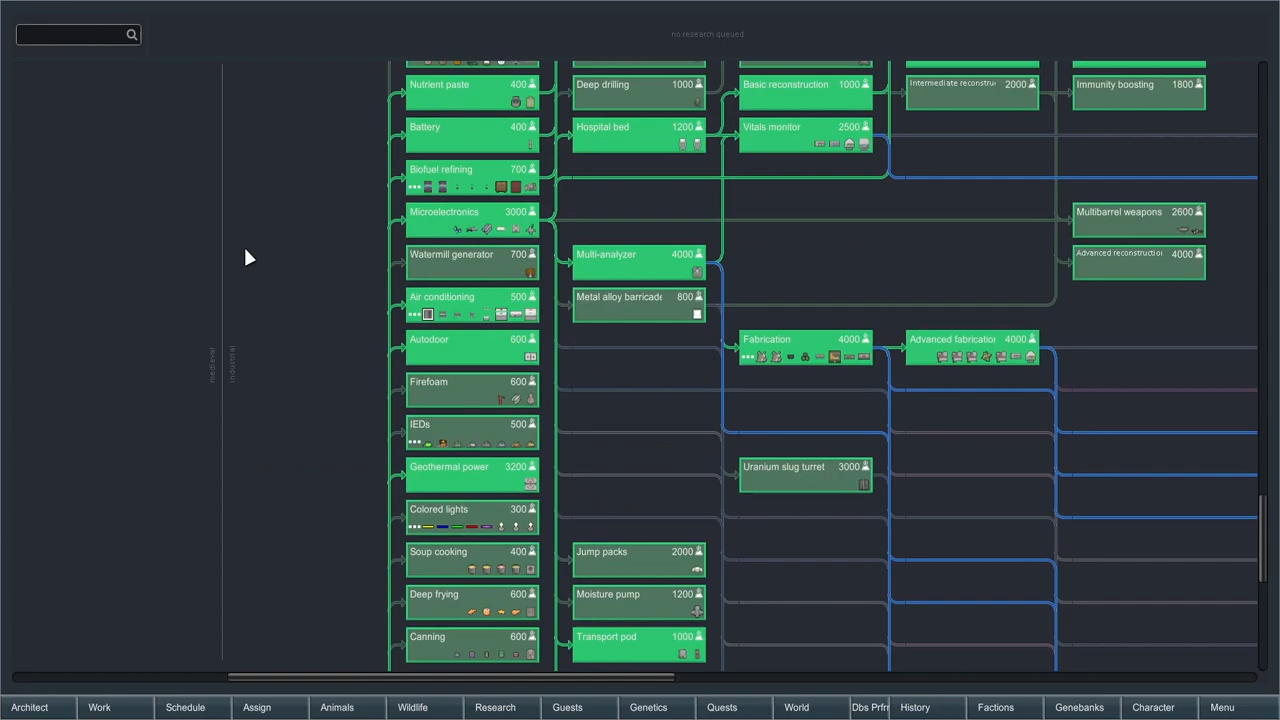 no research queued
Nutrient paste 400
Deep drilling 1000
Basic reconstruction 1000
Intermediate reconstru 2000
Immunity boosting 1800
Battery 400
Hospital bed 1200
Vitals monitor 2500
Biofuel refining 700
Microelectronics 3000
Multibarrel weapons 2600
Watermill generator 700
Multi-analyzer 4000
Advanced reconstructio 4000
Air conditioning 500
Metal alloy barricade 800
Autodoor 600
Fabrication 4000
Advanced fabricatior 4000
medieval
industrial
Firefoam 600
IEDs 500
Geothermal power 3200
Uranium slug turret 3000
Colored lights 300
Soup cooking 400
Jump packs 2000
Deep frying 600
Moisture pump 1200
Canning 600
Transport pod 1000
Architect Work Schedule Assign Animals Wildlife Research Guests Genetics Quests World Dbs Prfrm History Factions Genebanks Character Menu